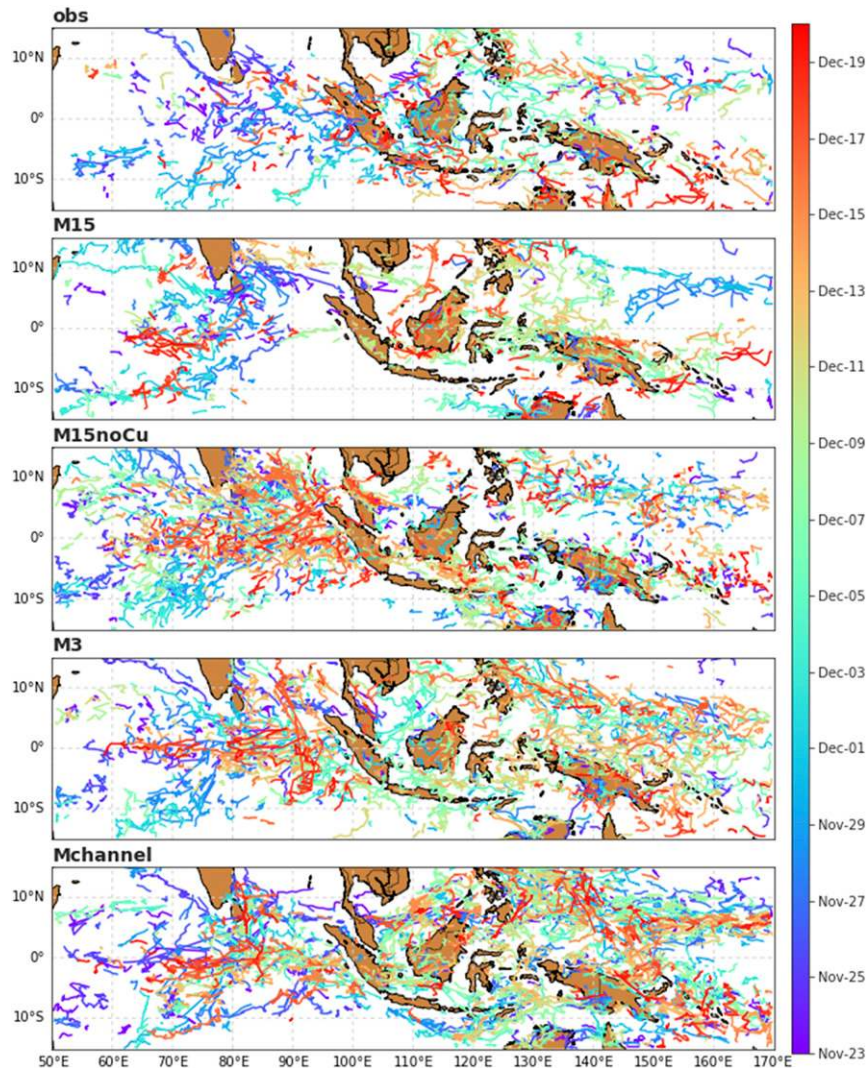 obs
10°N
0°
10°S
M15
10°N
0°
10°S
M15noCu
10°N
0°
10°S
M3
10°N
0°
10°S
Mchannel
10°N
0°
10°S
50°E 60°E 70°E 80°E 90°E 100°E 110°E 120°E 130°E 140°E 150°E 160°E 170°E
Dec-19
Dec-17
Dec-15
Dec-13
Dec-11
Dec-09
Dec-07
Dec-05
Dec-03
Dec-01
Nov-29
Nov-27
Nov-25
Nov-23